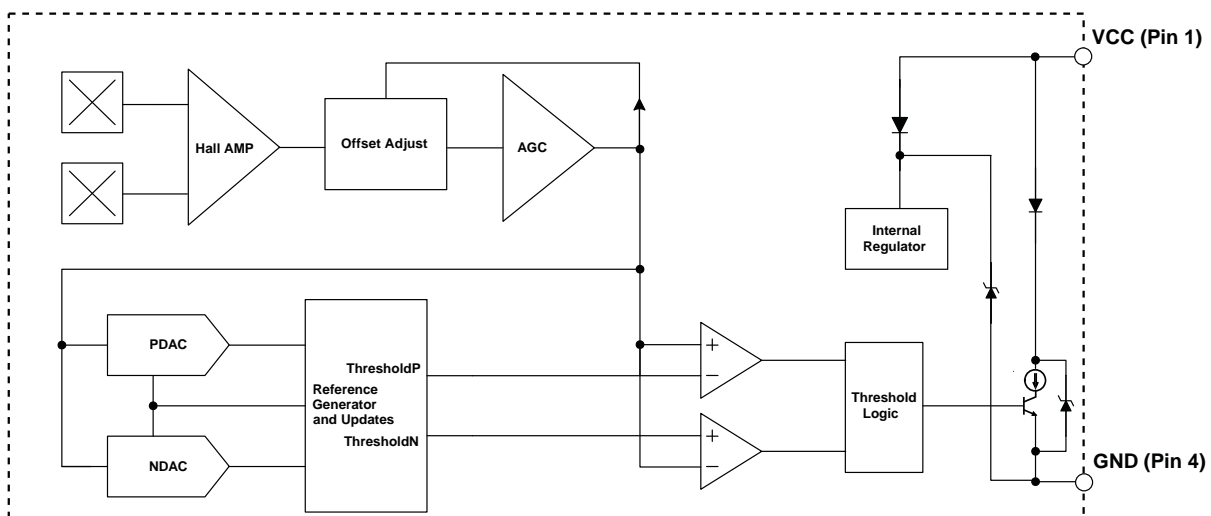 VCC (Pin 1)
Hall AMP
Offset Adjust
AGC
Internal
Regulator
PDAC
ThresholdP
Reference
Generator
and Updates
ThresholdN
NDAC
+
−
+
−
Threshold
Logic
GND (Pin 4)